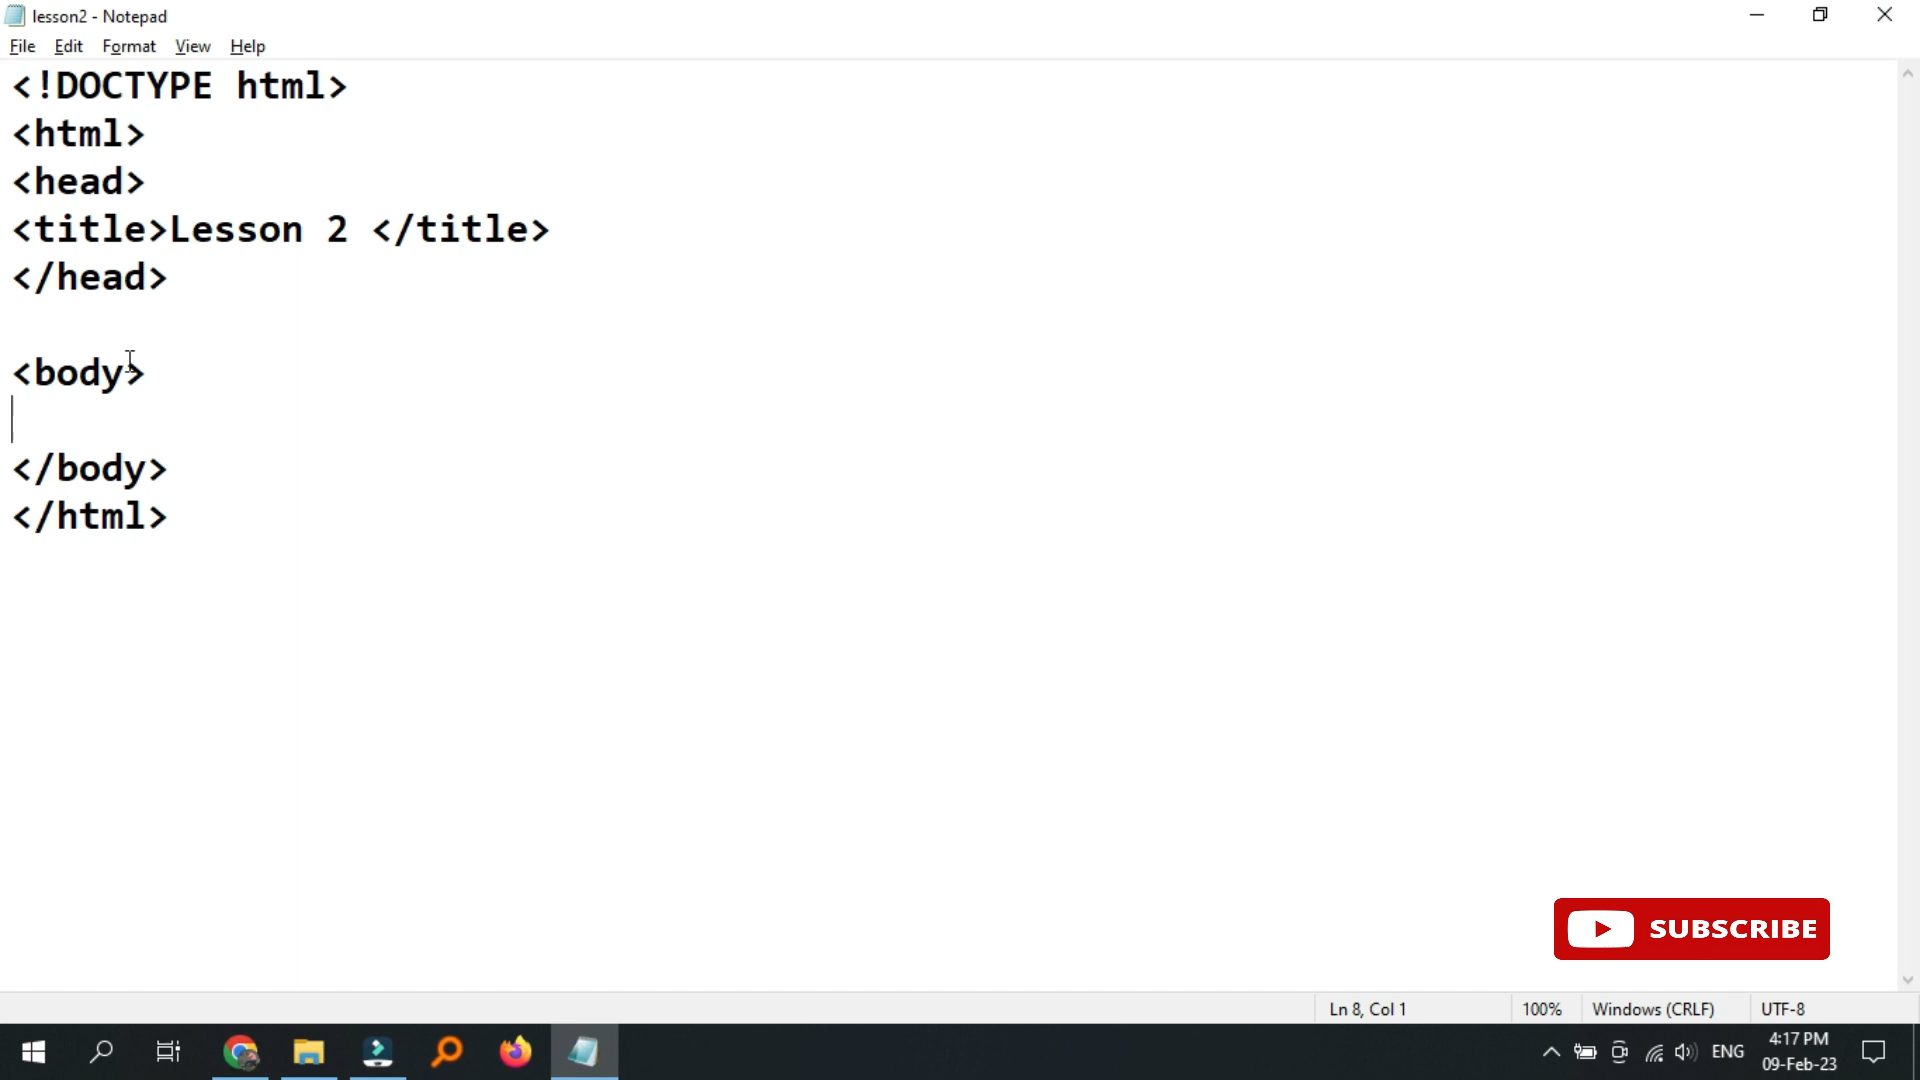 lesson2 - Notepad
File Edit Format View Help
<!DOCTYPE html>
<html>
<head>
<title>Lesson 2 </title>
</head>
<body>
</body>
</html>
SUBSCRIBE
Ln 8, Col 1 100% Windows (CRLF) UTF-8
ENG 4:17 PM
09-Feb-23